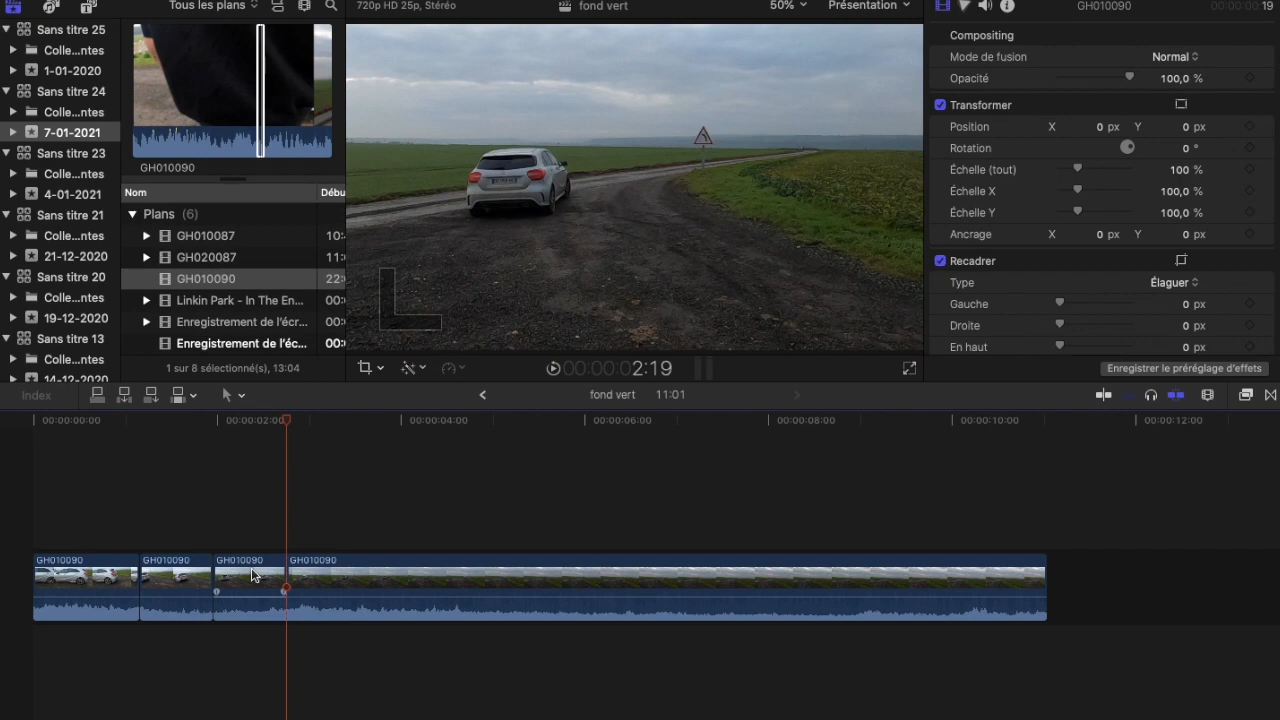 Tous les plans
720p HD 25p, Stéréo
fond vert
50%
Présentation
GH010090
00:00:00:19
Sans titre 25
Colle...ntes
1-01-2020
Sans titre 24
Colle...ntes
7-01-2021
Sans titre 23
Colle...ntes
4-01-2021
Sans titre 21
Colle...ntes
21-12-2020
Sans titre 20
Colle...ntes
19-12-2020
Sans titre 13
Colle...ntes
14-12-2020
GH010090
Nom
Débu
Plans (6)
GH010087
10:
GH020087
11:
GH010090
22:
Linkin Park - In The En...
00:
Enregistrement de l'écr...
00:
Enregistrement de l'éc...
00:
1 sur 8 sélectionné(s), 13:04
00:00:00:02:19
Compositing
Mode de fusion
Normal
Opacité
100,0 %
Transformer
Position X 0 px Y 0 px
Rotation 0 °
Échelle (tout) 100 %
Échelle X 100,0 %
Échelle Y 100,0 %
Ancrage X 0 px Y 0 px
Recadrer
Type Élaguer
Gauche 0 px
Droite 0 px
En haut 0 px
Enregistrer le préréglage d'effets
Index
fond vert 11:01
00:00:00:00
00:00:02:00
00:00:04:00
00:00:06:00
00:00:08:00
00:00:10:00
00:00:12:00
GH010090
GH010090
GH010090
GH010090